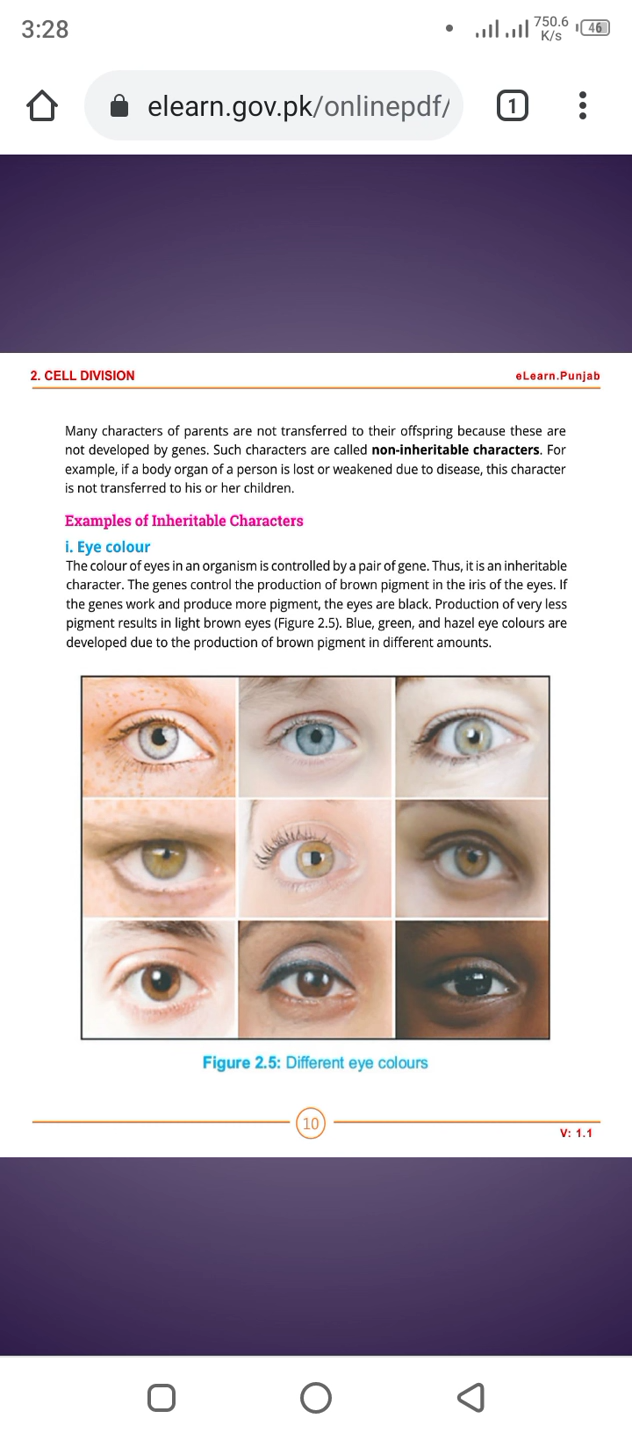 3:28
750.6
K/s
46
elearn.gov.pk/onlinepdf/
1
2. CELL DIVISION
eLearn.Punjab
Many characters of parents are not transferred to their offspring because these are
not developed by genes. Such characters are called non-inheritable characters. For
example, if a body organ of a person is lost or weakened due to disease, this character
is not transferred to his or her children.
Examples of Inheritable Characters
i. Eye colour
The colour of eyes in an organism is controlled by a pair of gene. Thus, it is an inheritable
character. The genes control the production of brown pigment in the iris of the eyes. If
the genes work and produce more pigment, the eyes are black. Production of very less
pigment results in light brown eyes (Figure 2.5). Blue, green, and hazel eye colours are
developed due to the production of brown pigment in different amounts.
Figure 2.5: Different eye colours
10
V: 1.1